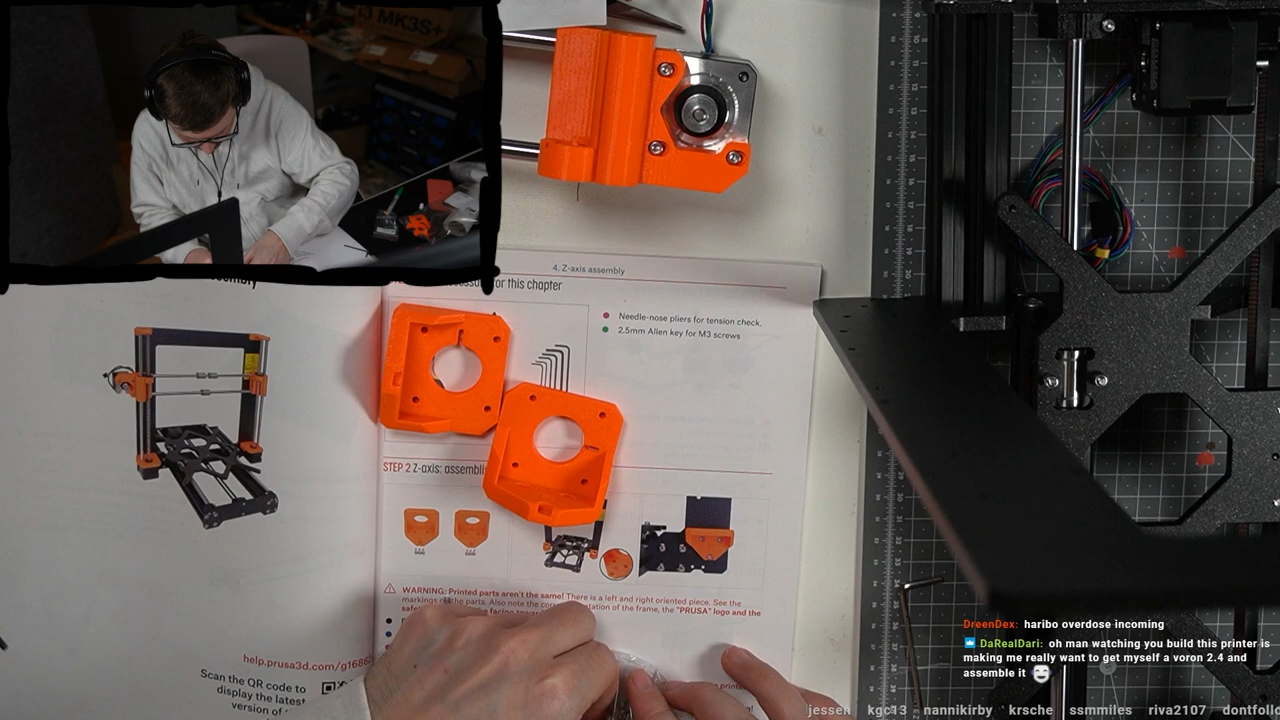 i3 MK3S+
4. Z-axis assembly
for this chapter
Needle-nose pliers for tension check.
2.5mm Allen key for M3 screws
STEP 2 Z-axis: assembli
WARNING: Printed parts aren't the same! There is a left and right oriented piece. See the
markings on the parts. Also note the
of the frame, the "PRUSA" logo and the
facing
help.prusa3d.com/g168
Scan the QR code to
display the latest
version of
DreenDex: haribo overdose incoming
DaRealDari: oh man watching you build this printer is
making me really want to get myself a voron 2.4 and
assemble it
jessen kgc13 nannikirby krsche ssmmiles riva2107 dontfollo